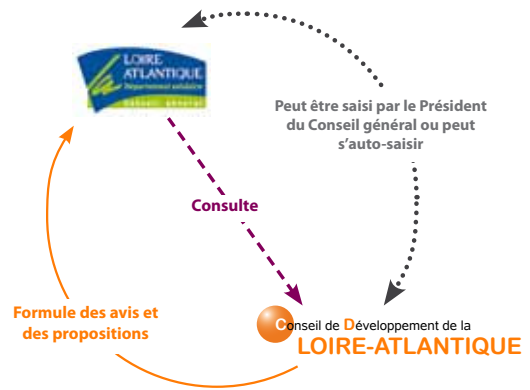 LOIRE
ATLANTIQUE
Département solidaire
Conseil général
Peut être saisi par le Président
du Conseil général ou peut
s'auto-saisir
Consulte
Formule des avis et
des propositions
Conseil de Développement de la
LOIRE-ATLANTIQUE